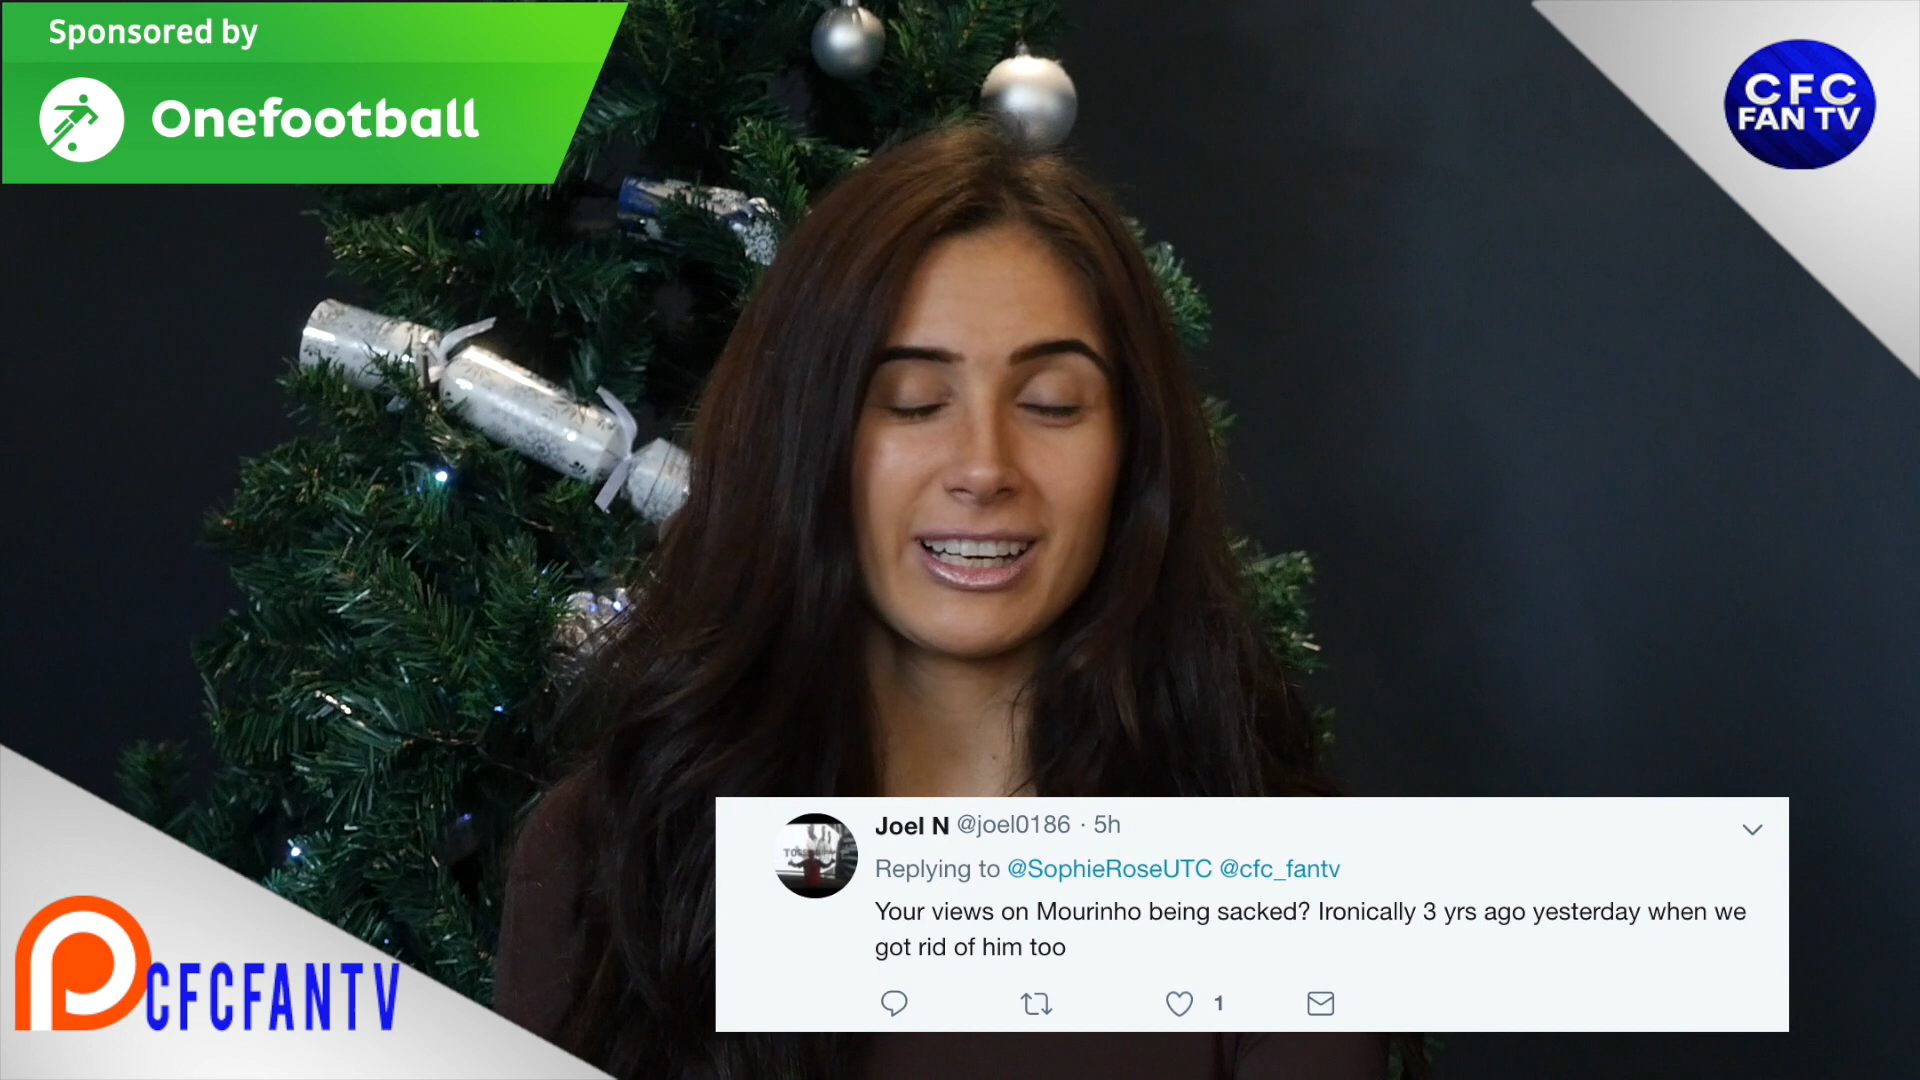 Sponsored by
Onefootball
CFC
FAN TV
Joel N @joel0186 · 5h
Replying to @SophieRoseUTC @cfc_fantv
Your views on Mourinho being sacked? Ironically 3 yrs ago yesterday when we
got rid of him too
1
CFCFANTV